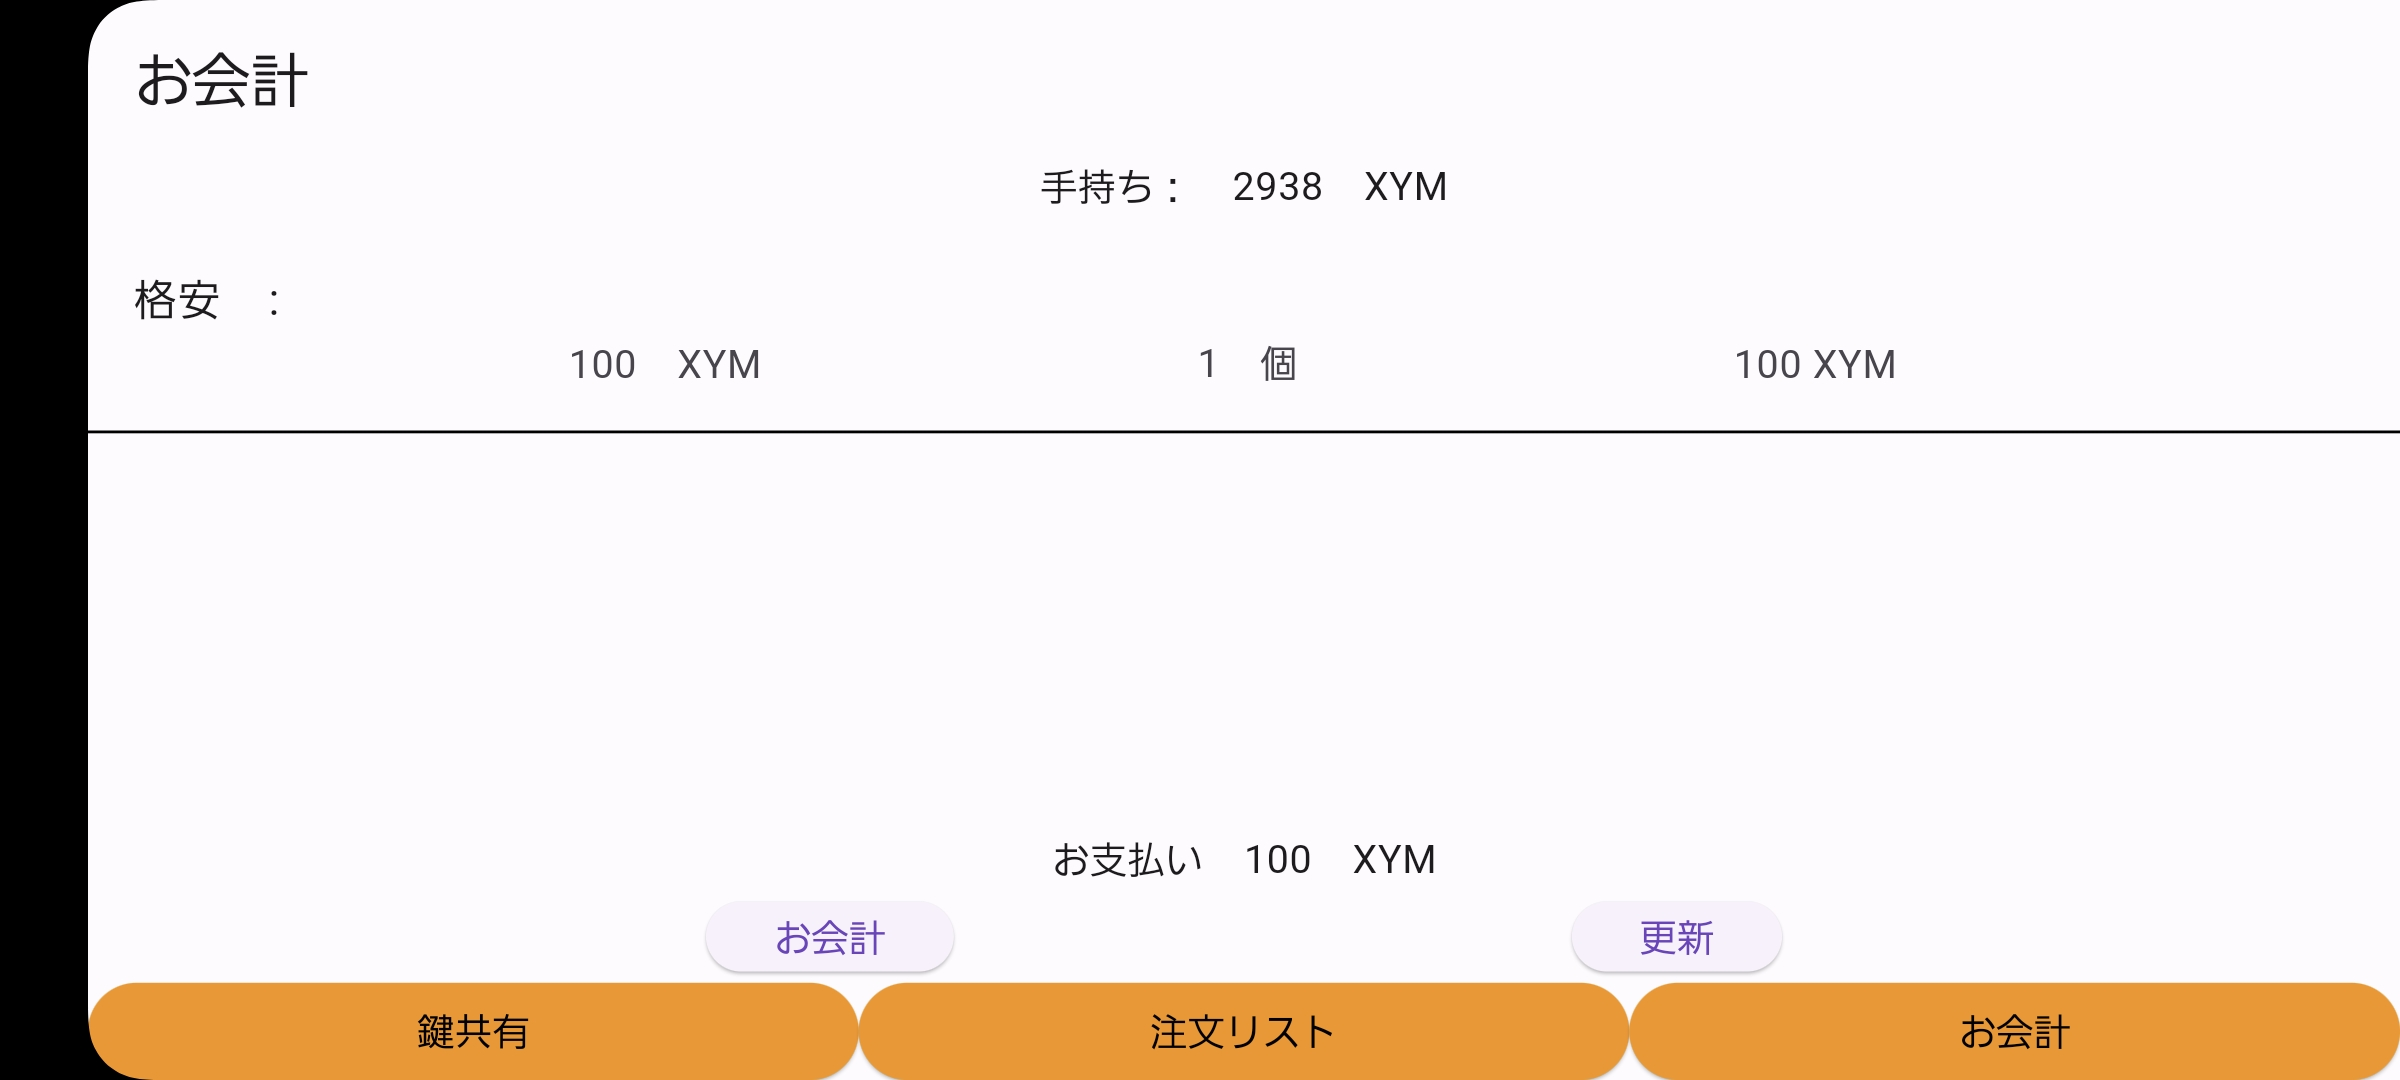 お会計
手持ち： 2938 XYM
格安 :
100 XYM 1 個 100 XYM
お支払い 100 XYM
お会計 更新
鍵共有 注文リスト お会計